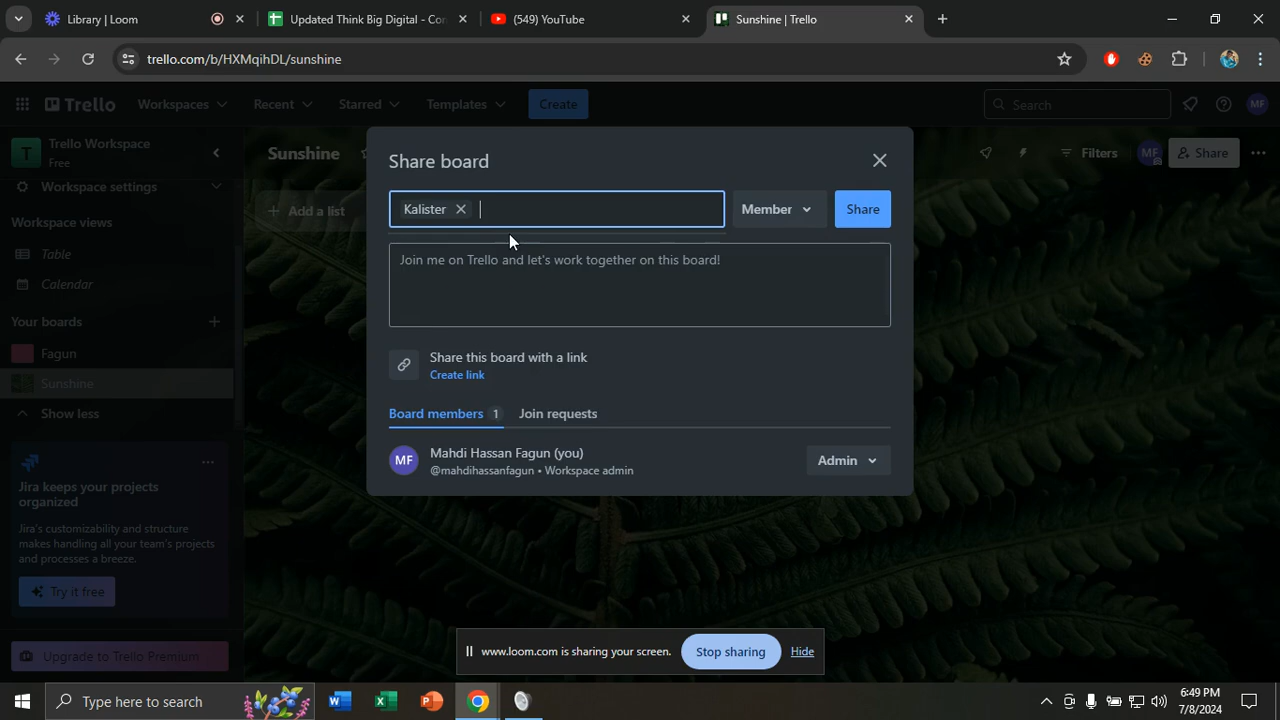 Library | Loom
Updated Think Big Digital - Con
(549) YouTube
Sunshine | Trello
trello.com/b/HXMqihDL/sunshine
Trello
Workspaces
Recent
Starred
Templates
Create
Search
MF
T
Trello Workspace
Free
Sunshine
Filters
MF
Share
Workspace settings
Workspace views
Table
Calendar
Your boards
Fagun
Sunshine
Show less
Add a list
Jira keeps your projects
organized
Jira's customizability and structure
makes handling all your team's projects
and processes a breeze.
Try it free
Upgrade to Trello Premium
Share board
Kalister
Member
Share
Join me on Trello and let's work together on this board!
Share this board with a link
Create link
Board members 1
Join requests
MF
Mahdi Hassan Fagun (you)
@mahdihassanfagun • Workspace admin
Admin
www.loom.com is sharing your screen.
Stop sharing
Hide
Type here to search
6:49 PM
7/8/2024